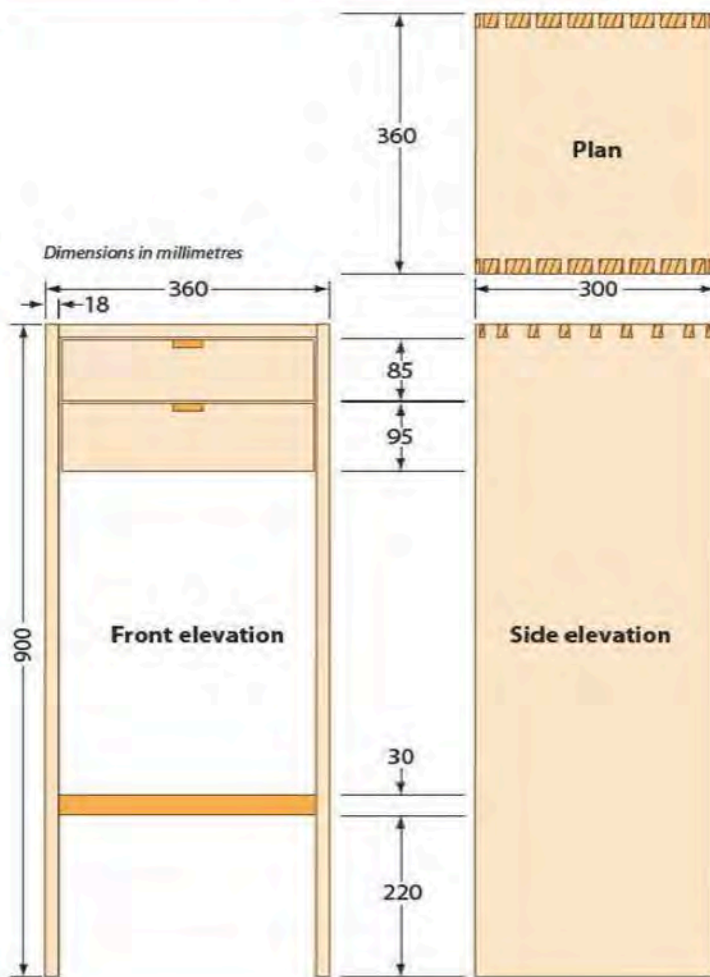 360
Plan
Dimensions in millimetres
360
300
18
85
95
900
Front elevation
Side elevation
30
220